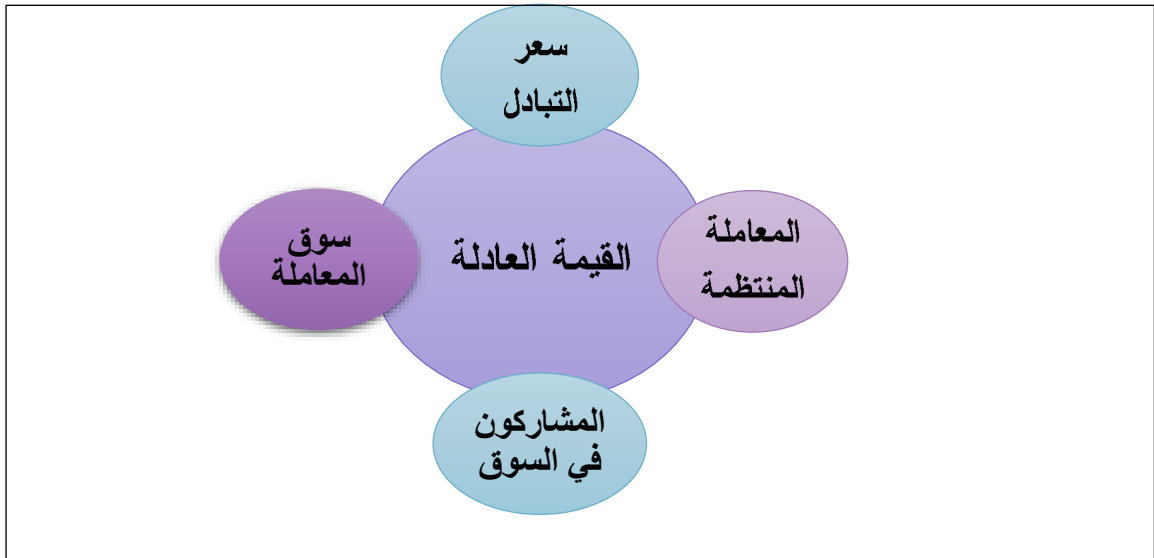 سعر
التبادل
المعاملة
المنتظمة
القيمة العادلة
سوق
المعاملة
المشاركون
في السوق